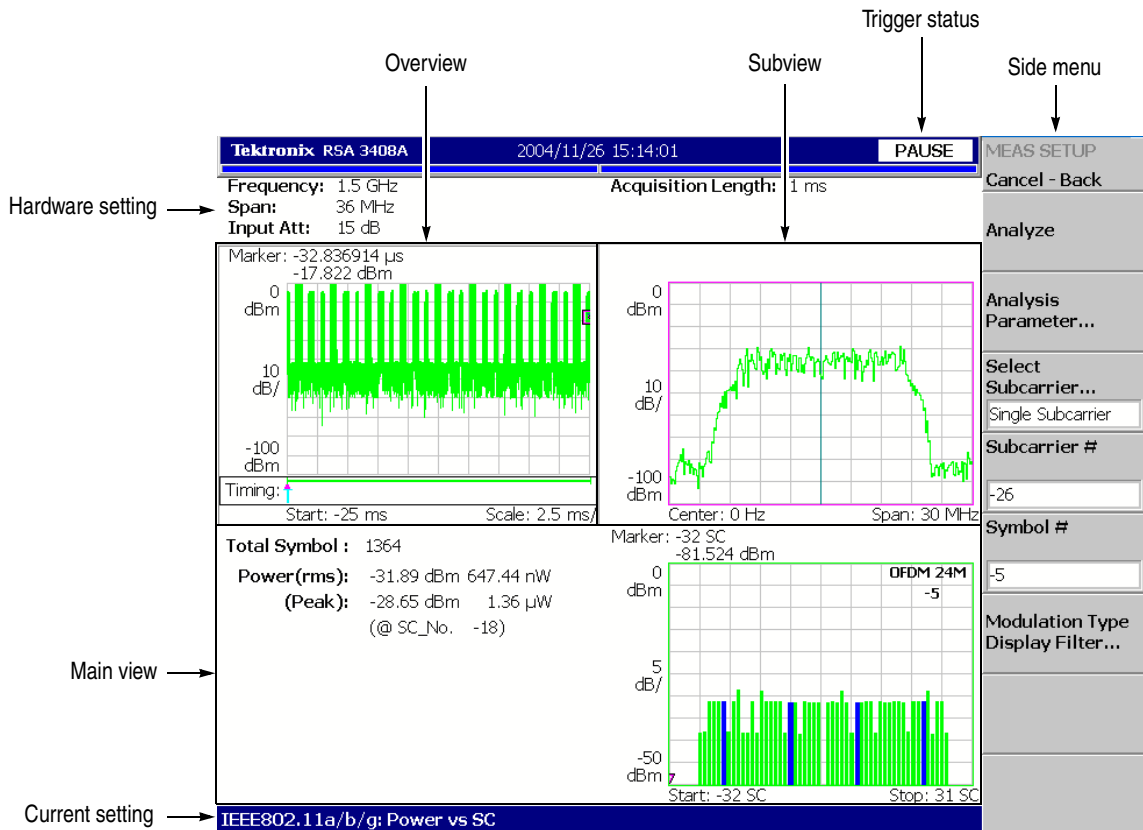 Trigger status
Overview
Subview
Side menu
Tektronix RSA 3408A
2004/11/26 15:14:01
PAUSE
MEAS SETUP
Cancel - Back
Hardware setting
Frequency: 1.5 GHz
Span: 36 MHz
Input Att: 15 dB
Acquisition Length: 1 ms
Analyze
Analysis
Parameter...
Select
Subcarrier...
Single Subcarrier
Subcarrier #
-26
Symbol #
-5
Modulation Type
Display Filter...
Marker: -32.836914 µs
-17.822 dBm
0
dBm
10
dB/
-100
dBm
Timing:
Start: -25 ms
Scale: 2.5 ms/
0
dBm
10
dB/
-100
dBm
Center: 0 Hz
Span: 30 MHz
Main view
Total Symbol : 1364
Power(rms): -31.89 dBm 647.44 nW
(Peak): -28.65 dBm 1.36 µW
(@ SC_No. -18)
Marker: -32 SC
-81.524 dBm
0
dBm
OFDM 24M
-5
5
dB/
-50
dBm
Start: -32 SC
Stop: 31 SC
Current setting
IEEE802.11a/b/g: Power vs SC